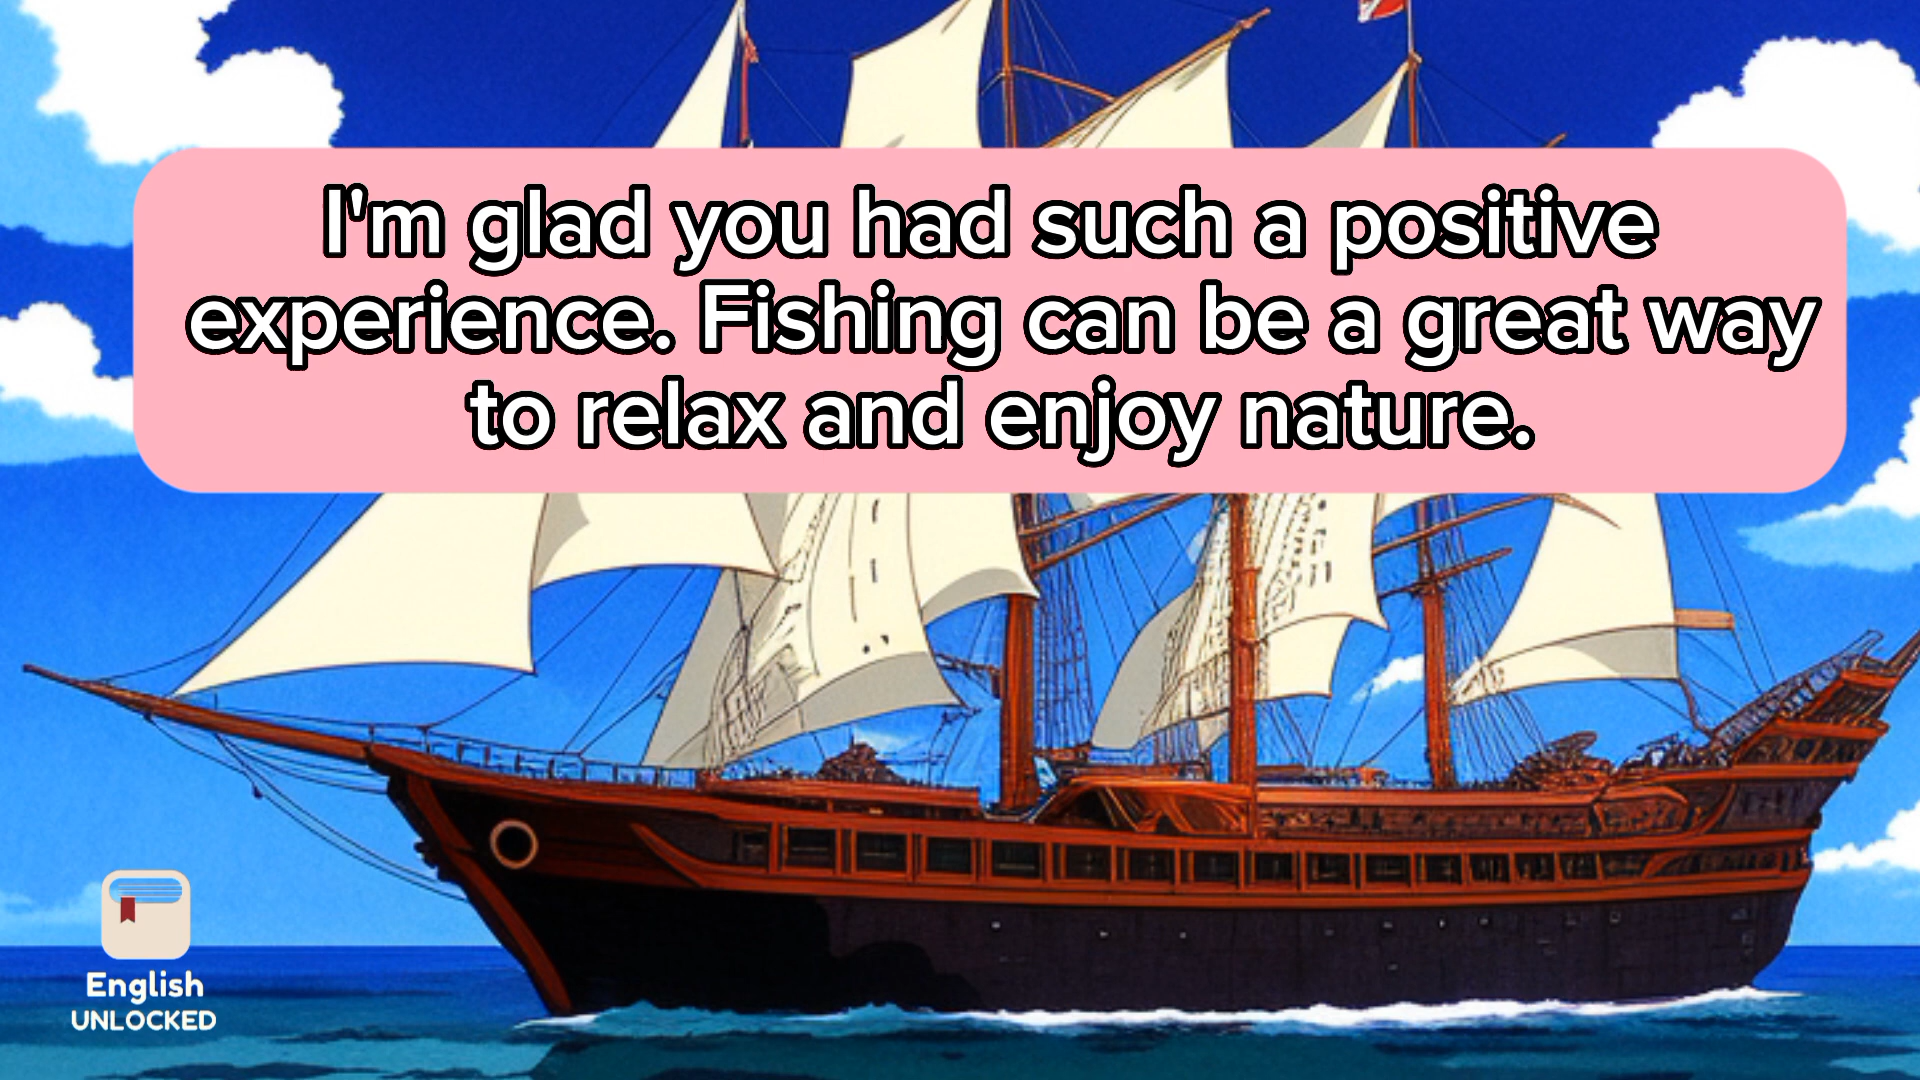 I'm glad you had such a positive
experience. Fishing can be a great way
to relax and enjoy nature.
English
UNLOCKED